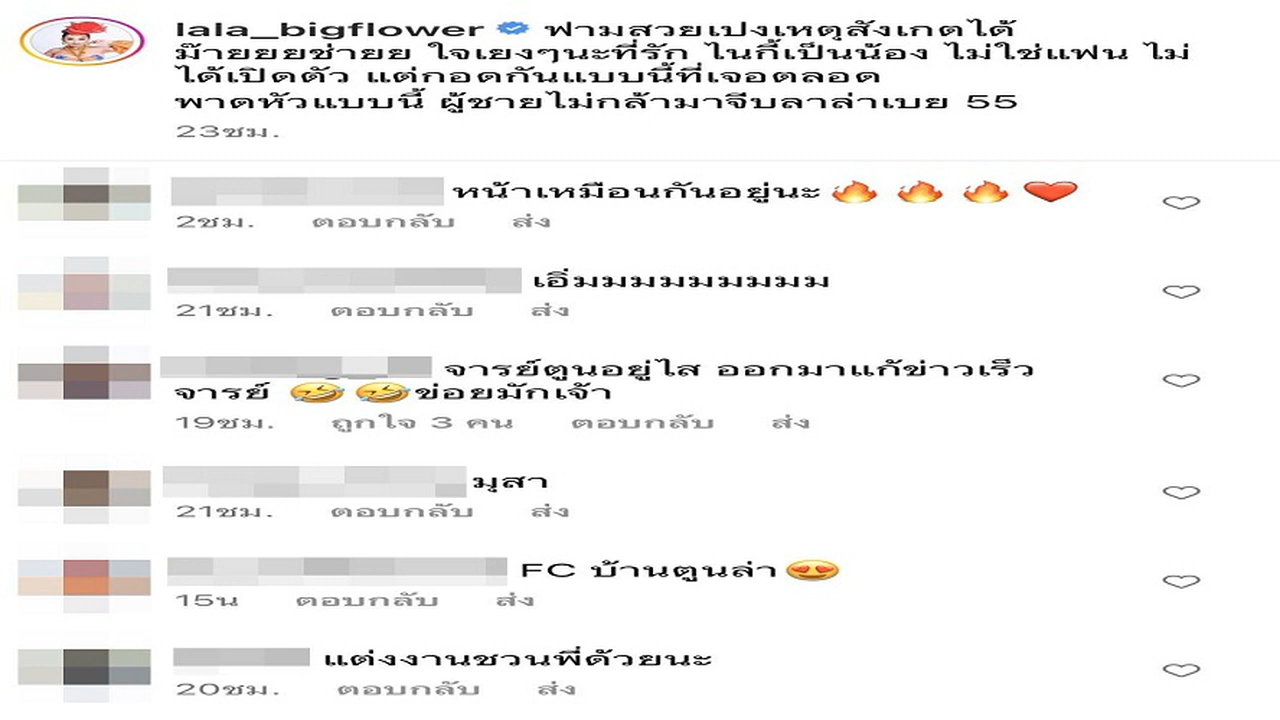 lala_bigflower ฟามสวยเปงเหตุสังเกตได้
ม๊ายยยช่ายย ใจเยงๆนะที่รัก ไนกี้เป็นน้อง ไม่ใช่แฟน ไม่
ได้เปิดตัว แต่กอดกันแบบนี้ที่เจอตลอด
พาดหัวแบบนี้ ผู้ชายไม่กล้ามาจีบลาล่าเบย 55
23ชม.
หน้าเหมือนกันอยู่นะ 🔥 🔥 🔥 ❤️
2ชม. ตอบกลับ ส่ง
เอิ่มมมมมมมมม
21ชม. ตอบกลับ ส่ง
จารย์ตูนอยู่ไส ออกมาแก้ข่าวเร็ว
จารย์ 🤣 🤣ข่อยมักเจ้า
19ชม. ถูกใจ 3 คน ตอบกลับ ส่ง
มุสา
21ชม. ตอบกลับ ส่ง
FC บ้านตูนล่า😍
15น ตอบกลับ ส่ง
แต่งงานชวนพี่ด้วยนะ
20ชม. ตอบกลับ ส่ง